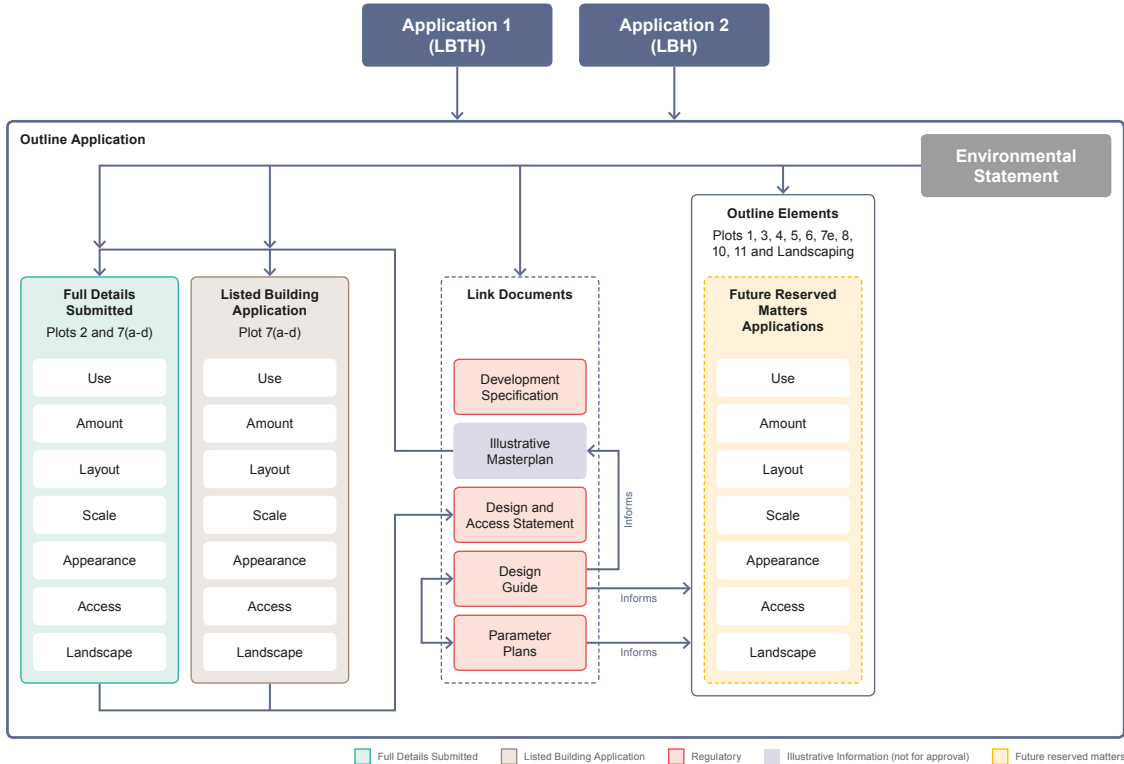 Application 1
(LBTH)
Application 2
(LBH)
Outline Application
Environmental
Statement
Full Details
Submitted
Plots 2 and 7(a-d)
Use
Amount
Layout
Scale
Appearance
Access
Landscape
Listed Building
Application
Plot 7(a-d)
Use
Amount
Layout
Scale
Appearance
Access
Landscape
Link Documents
Development
Specification
Illustrative
Masterplan
Design and
Access Statement
Design
Guide
Parameter
Plans
Informs
Informs
Informs
Outline Elements
Plots 1, 3, 4, 5, 6, 7e, 8,
10, 11 and Landscaping
Future Reserved
Matters
Applications
Use
Amount
Layout
Scale
Appearance
Access
Landscape
Full Details Submitted
Listed Building Application
Regulatory
Illustrative Information (not for approval)
Future reserved matters